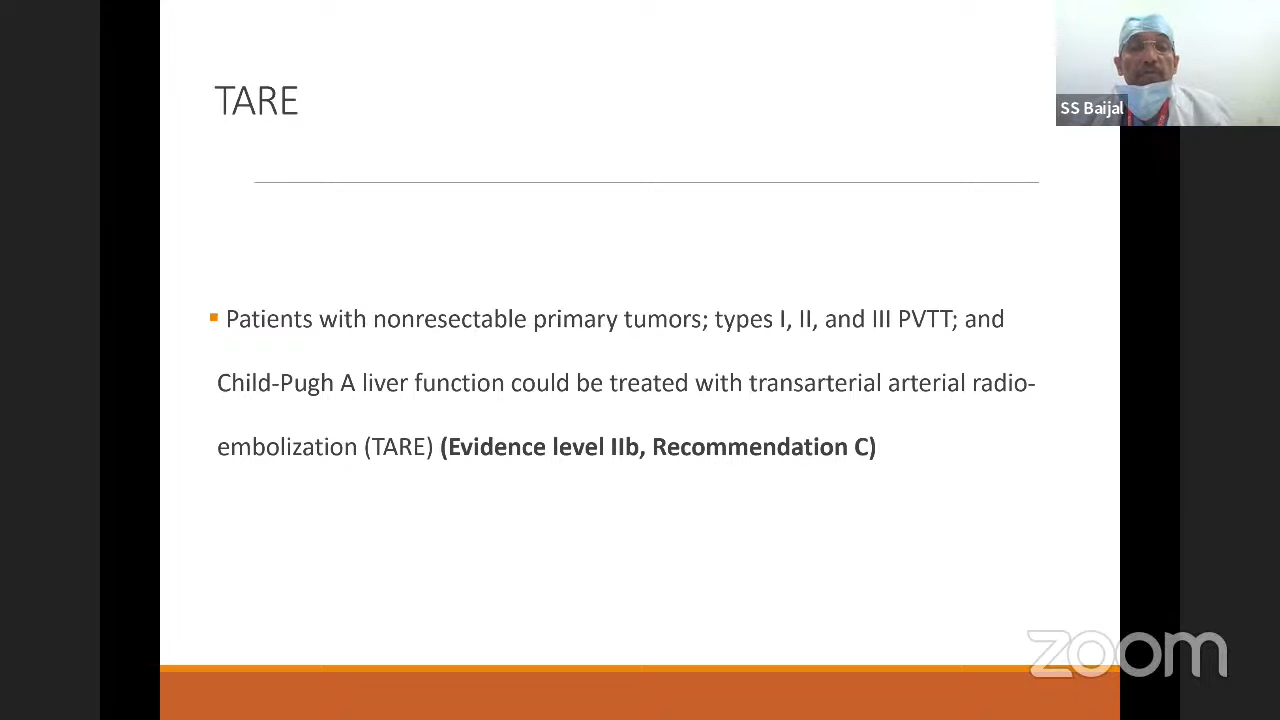 TARE
SS Baijal
▪ Patients with nonresectable primary tumors; types I, II, and III PVTT; and
Child-Pugh A liver function could be treated with transarterial arterial radio-
embolization (TARE) (Evidence level IIb, Recommendation C)
zoom